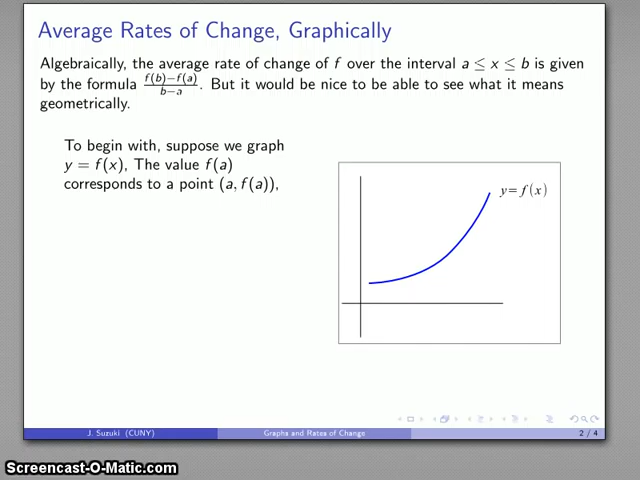 Average Rates of Change, Graphically
Algebraically, the average rate of change of f over the interval a ≤ x ≤ b is given
by the formula f(b)−f(a)/b−a. But it would be nice to be able to see what it means
geometrically.
To begin with, suppose we graph
y = f(x), The value f(a)
corresponds to a point (a, f(a)),
y=f(x)
J. Suzuki (CUNY)
Graphs and Rates of Change
2 / 4
Screencast-O-Matic.com